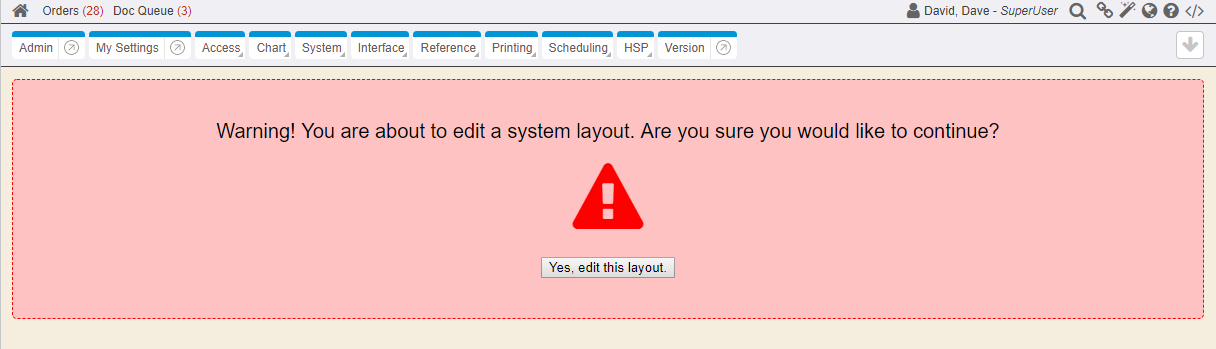 Orders (28) Doc Queue (3) David, Dave - SuperUser
Admin My Settings Access Chart System Interface Reference Printing Scheduling HSP Version
Warning! You are about to edit a system layout. Are you sure you would like to continue?
Yes, edit this layout.